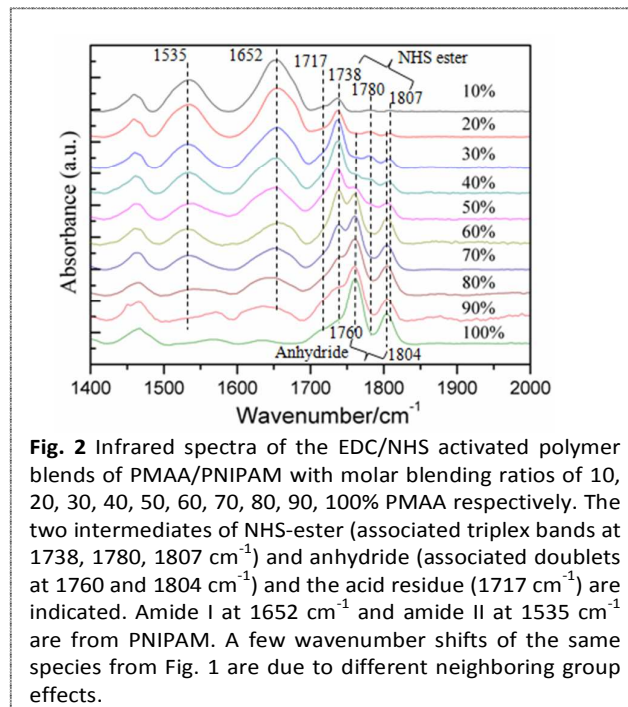 1535
1652
1717
1738
NHS ester
1780
1807
10%
20%
30%
40%
50%
60%
70%
80%
90%
100%
1760
Anhydride
1804
Absorbance (a.u.)
1400 1500 1600 1700 1800 1900 2000
Wavenumber/cm-1
Fig. 2 Infrared spectra of the EDC/NHS activated polymer
blends of PMAA/PNIPAM with molar blending ratios of 10,
20, 30, 40, 50, 60, 70, 80, 90, 100% PMAA respectively. The
two intermediates of NHS-ester (associated triplex bands at
1738, 1780, 1807 cm-1) and anhydride (associated doublets
at 1760 and 1804 cm-1) and the acid residue (1717 cm-1) are
indicated. Amide I at 1652 cm-1 and amide II at 1535 cm-1
are from PNIPAM. A few wavenumber shifts of the same
species from Fig. 1 are due to different neighboring group
effects.